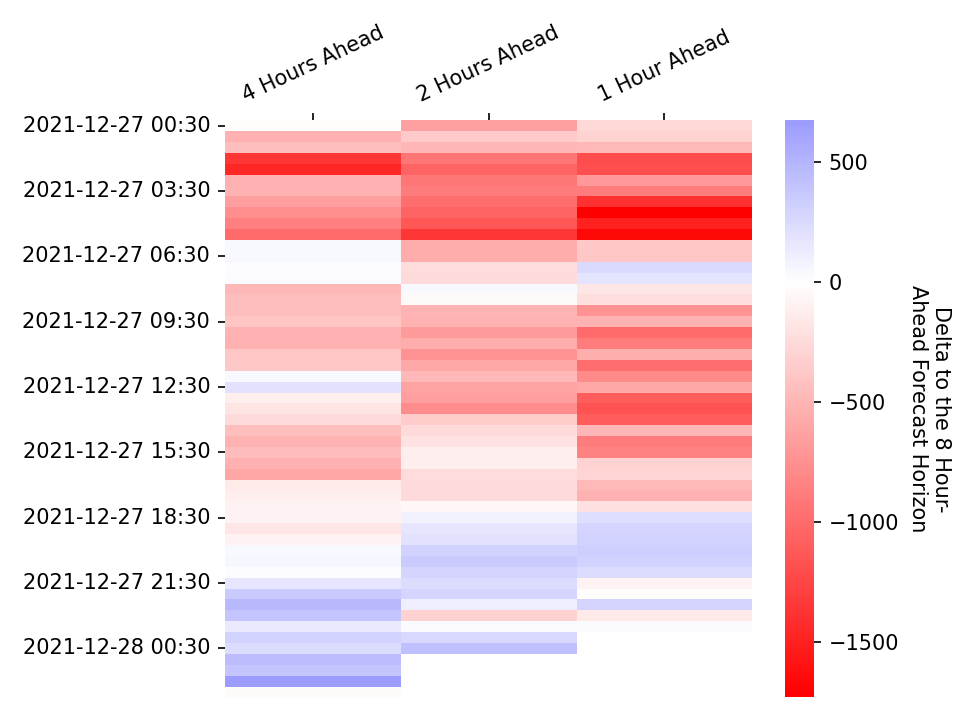 4 Hours Ahead
2 Hours Ahead
1 Hour Ahead
2021-12-27 00:30
2021-12-27 03:30
2021-12-27 06:30
2021-12-27 09:30
2021-12-27 12:30
2021-12-27 15:30
2021-12-27 18:30
2021-12-27 21:30
2021-12-28 00:30
500
0
−500
−1000
−1500
Delta to the 8 Hour-
Ahead Forecast Horizon